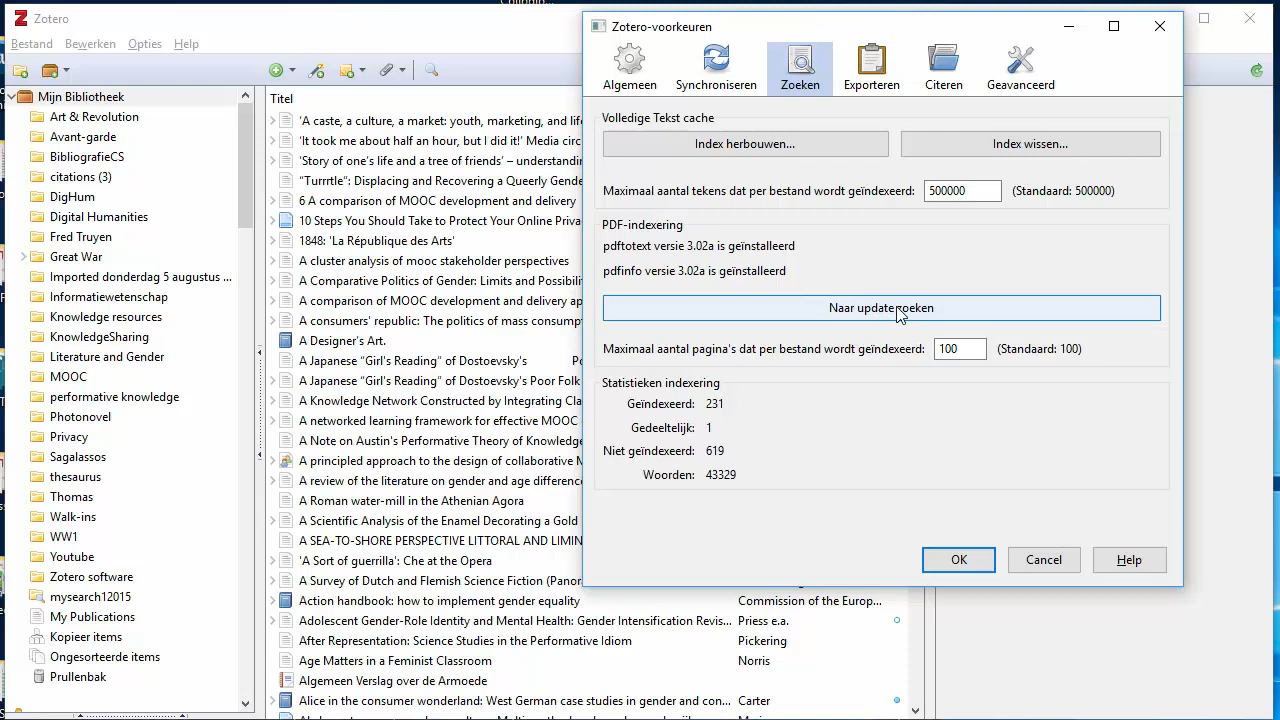 Zotero
Bestand Bewerken Opties Help
Mijn Bibliotheek
Art & Revolution
Avant-garde
BibliografieCS
citations (3)
DigHum
Digital Humanities
Fred Truyen
Great War
Imported donderdag 5 augustus ...
Informatiewetenschap
Knowledge resources
KnowledgeSharing
Literature and Gender
MOOC
performative knowledge
Photonovel
Privacy
Sagalassos
thesaurus
Thomas
Walk-ins
WW1
Youtube
Zotero software
mysearch12015
My Publications
Kopieer items
Ongesorteerde items
Prullenbak
Titel
'A caste, a culture, a market: youth, marketing, and life
'It took me about half an hour, but I did it!' Media circ
'Story of one's life and a tree of friends' – understandin
"Turrrtle": Displacing and Recovering a Queerly Gende
6 A comparison of MOOC development and delivery
10 Steps You Should Take to Protect Your Online Priva
1848: 'La République des Arts'
A cluster analysis of mooc stakeholder perspectives
A Comparative Politics of Gender: Limits and Possibilit
A comparison of MOOC development and delivery ap
A consumers' republic: The politics of mass consump
A Designer's Art.
A Japanese "Girl's Reading" of Dostoevsky's Po
A Japanese "Girl's Reading" of Dostoevsky's Poor Folk
A Knowledge Network Constructed by Integrating Cla
A networked learning framework for effective MOOC
A Note on Austin's Performative Theory of Knowledge
A principled approach to the design of collaborative M
A review of the literature on gender and age difference
A Roman water-mill in the Athenian Agora
A Scientific Analysis of the Enamel Decorating a Gold
A SEA-TO-SHORE PERSPECTIVE LITTORAL AND LIMIN
'A Sort of guerrilla': Che at the Opera
A Survey of Dutch and Flemish Science Fiction (Panor
Action handbook: how to implement gender equality Commission of the Europ...
Adolescent Gender-Role Identity and Mental Health: Gender Intensification Revis... Priess e.a.
After Representation: Science Studies in the Performative Idiom Pickering
Age Matters in a Feminist Classroom Norris
Algemeen Verslag over de Armoede
Alice in the consumer wonderland: West German case studies in gender and con... Carter
Zotero-voorkeuren
Algemeen Synchroniseren Zoeken Exporteren Citeren Geavanceerd
Volledige Tekst cache
Index herbouwen... Index wissen...
Maximaal aantal tekens dat per bestand wordt geïndexeerd: 500000 (Standaard: 500000)
PDF-indexering
pdftotext versie 3.02a is geïnstalleerd
pdfinfo versie 3.02a is geïnstalleerd
Naar update zoeken
Maximaal aantal pagina's dat per bestand wordt geïndexeerd: 100 (Standaard: 100)
Statistieken indexering
Geïndexeerd: 231
Gedeeltelijk: 1
Niet geïndexeerd: 619
Woorden: 43329
OK Cancel Help